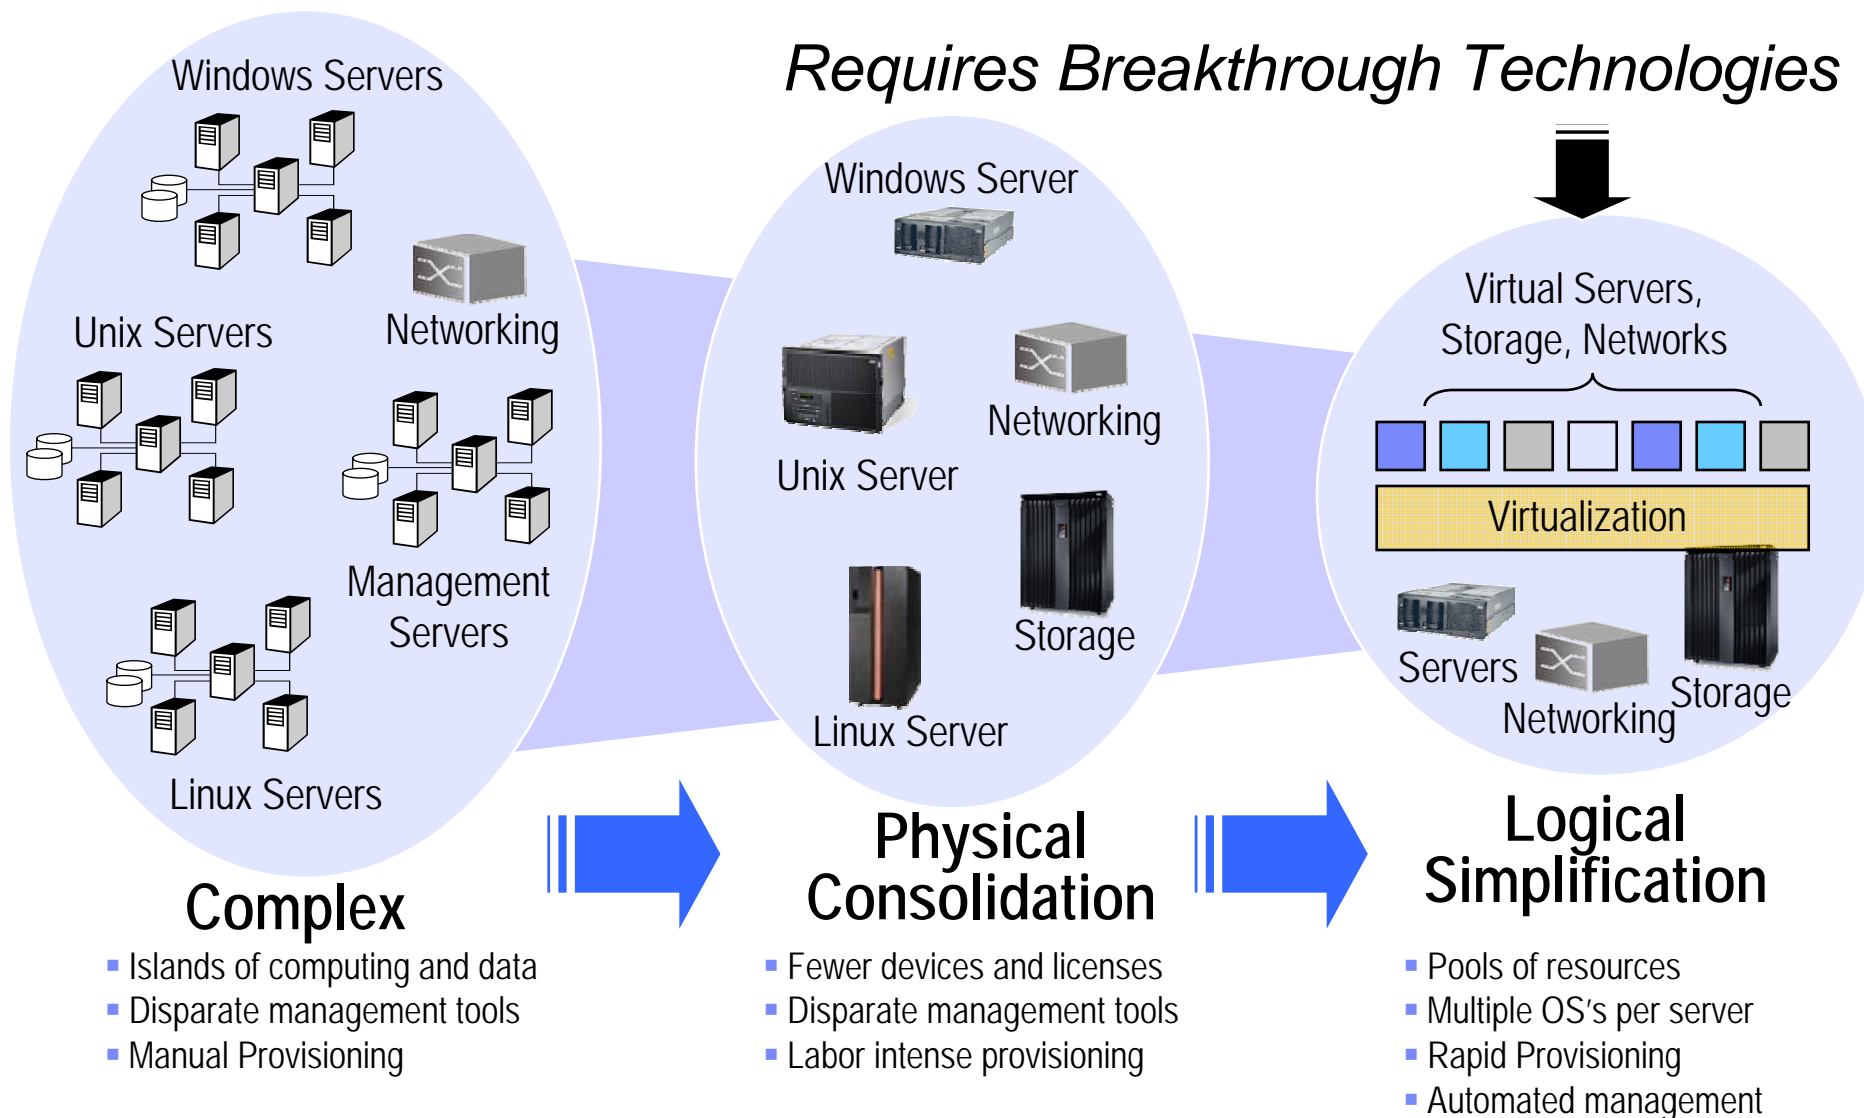 Requires Breakthrough Technologies
Windows Servers
Unix Servers
Networking
Management
Servers
Linux Servers
Complex
▪ Islands of computing and data
▪ Disparate management tools
▪ Manual Provisioning
Windows Server
Unix Server
Networking
Storage
Linux Server
Physical
Consolidation
▪ Fewer devices and licenses
▪ Disparate management tools
▪ Labor intense provisioning
Virtual Servers,
Storage, Networks
Virtualization
Servers
Networking
Storage
Logical
Simplification
▪ Pools of resources
▪ Multiple OS's per server
▪ Rapid Provisioning
▪ Automated management